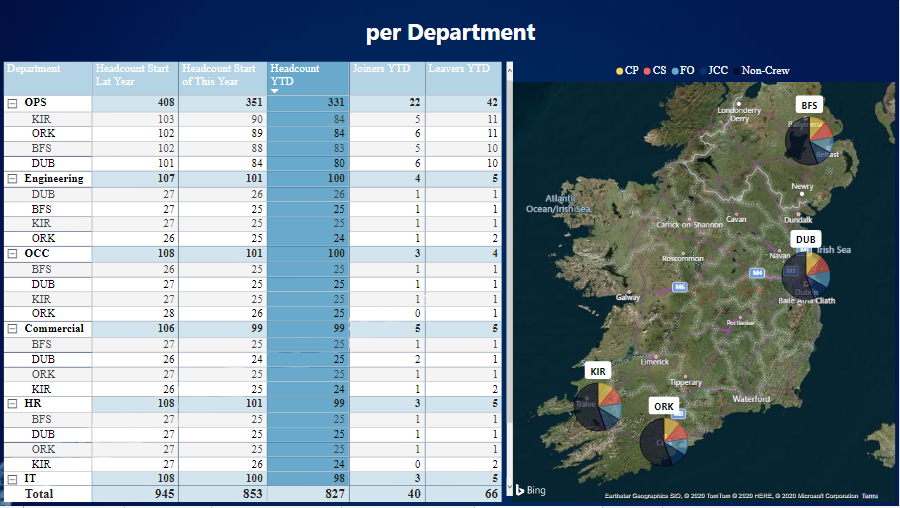 per Department
Department Headcount Start Lat Year Headcount Start of This Year Headcount YTD Joiners YTD Leavers YTD
OPS 408 351 331 22 42
KIR 103 90 84 5 11
ORK 102 89 84 6 11
BFS 102 88 83 5 10
DUB 101 84 80 6 10
Engineering 107 101 100 4 5
DUB 27 26 26 1 1
BFS 27 25 25 1 1
KIR 27 25 25 1 1
ORK 26 25 24 1 2
OCC 108 101 100 3 4
BFS 26 25 25 1 1
DUB 27 25 25 1 1
KIR 27 25 25 1 1
ORK 28 26 25 0 1
Commercial 106 99 99 5 5
BFS 27 25 25 1 1
DUB 26 24 25 2 1
ORK 27 25 25 1 1
KIR 26 25 24 1 2
HR 108 101 99 3 5
BFS 27 25 25 1 1
DUB 27 25 25 1 1
ORK 27 25 25 1 1
KIR 27 26 24 0 2
IT 108 100 98 3 5
Total 945 853 827 40 66
CP CS FO JCC Non-Crew
Londonderry
Derry
BFS
Ballymena
Belfast
Newry
Atlantic
Ocean/Irish Sea
Cavan
Dundalk
Carrick on Shannon
DUB
Irish Sea
Navan
Roscommon
M4
M3
M6
Galway
Dublin
Baile Átha Cliath
Portlaoise
Limerick
KIR
Tipperary
Tralee
ORK
Waterford
Bing
Earthstar Geographics SIO, © 2020 TomTom © 2020 HERE, © 2020 Microsoft Corporation Terms